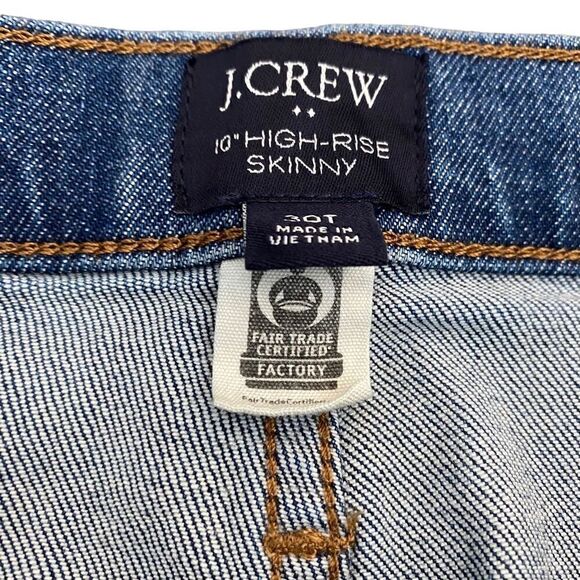 J.CREW
10" HIGH-RISE
SKINNY
30T
MADE IN
VIETNAM
FAIR TRADE
CERTIFIED
FACTORY